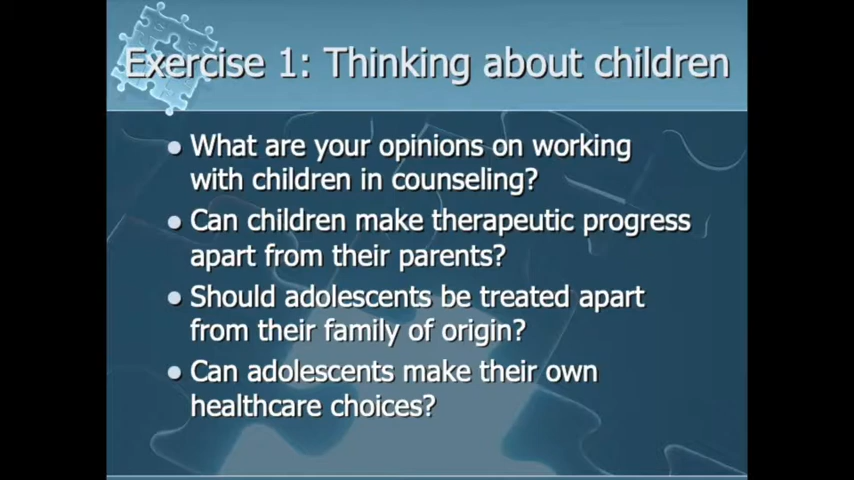 Exercise 1: Thinking about children
● What are your opinions on working
with children in counseling?
● Can children make therapeutic progress
apart from their parents?
● Should adolescents be treated apart
from their family of origin?
● Can adolescents make their own
healthcare choices?